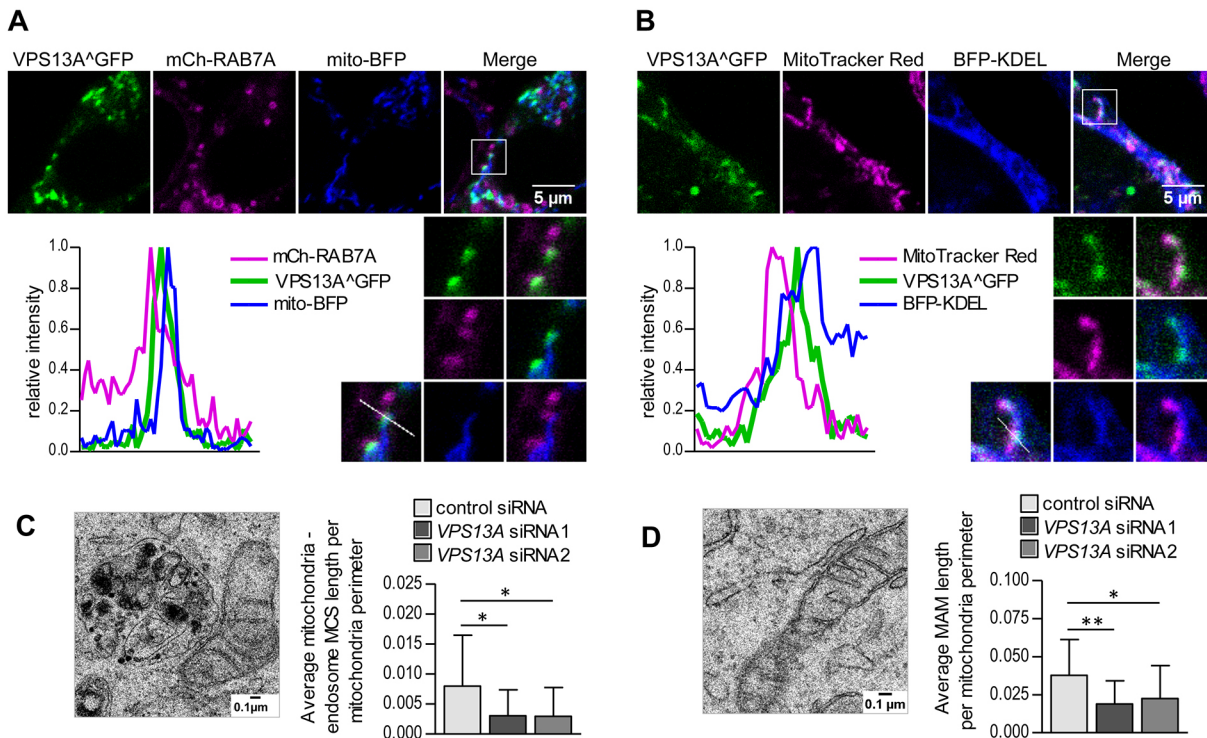 A
VPS13A^GFP mCh-RAB7A mito-BFP Merge
5 µm
1.0
0.8
0.6
0.4
0.2
0.0
relative intensity
mCh-RAB7A
VPS13A^GFP
mito-BFP
B
VPS13A^GFP MitoTracker Red BFP-KDEL Merge
5 µm
1.0
0.8
0.6
0.4
0.2
0.0
relative intensity
MitoTracker Red
VPS13A^GFP
BFP-KDEL
C
0.1µm
control siRNA
VPS13A siRNA1
VPS13A siRNA2
Average mitochondria -
endosome MCS length per
mitochondria perimeter
0.025
0.020
0.015
0.010
0.005
0.000
*
*
D
0.1 µm
control siRNA
VPS13A siRNA1
VPS13A siRNA2
Average MAM length
per mitochondria perimeter
0.100
0.075
0.050
0.025
0.000
*
**